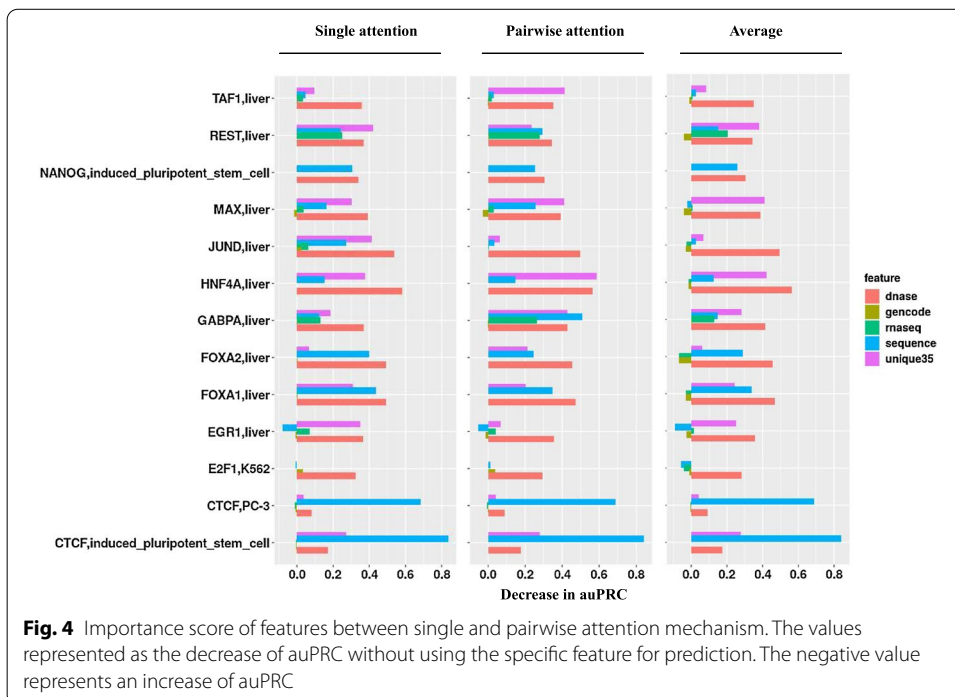 Single attention
Pairwise attention
Average
TAF1,liver
REST,liver
NANOG,induced_pluripotent_stem_cell
MAX,liver
JUND,liver
HNF4A,liver
GABPA,liver
FOXA2,liver
FOXA1,liver
EGR1,liver
E2F1,K562
CTCF,PC-3
CTCF,induced_pluripotent_stem_cell
0.0 0.2 0.4 0.6 0.8
0.0 0.2 0.4 0.6 0.8
0.0 0.2 0.4 0.6 0.8
Decrease in auPRC
feature
dnase
gencode
rnaseq
sequence
unique35
Fig. 4 Importance score of features between single and pairwise attention mechanism. The values
represented as the decrease of auPRC without using the specific feature for prediction. The negative value
represents an increase of auPRC